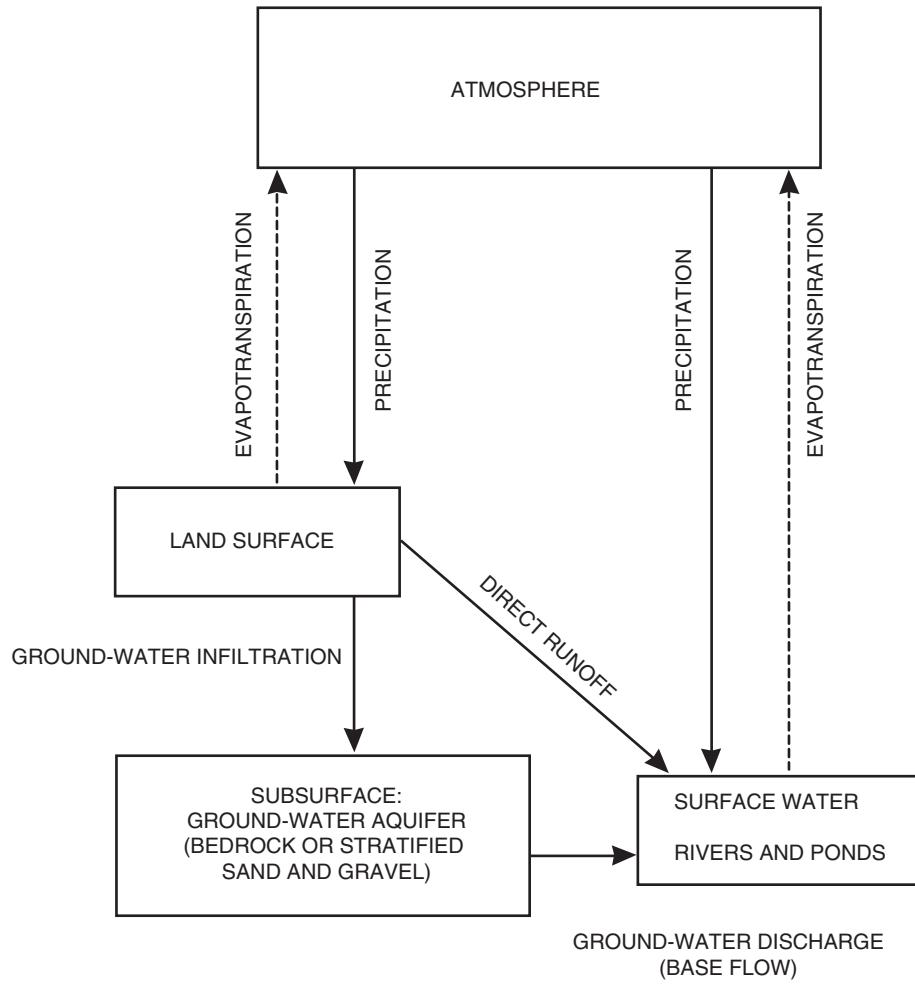 ATMOSPHERE
EVAPOTRANSPIRATION
PRECIPITATION
PRECIPITATION
EVAPOTRANSPIRATION
LAND SURFACE
DIRECT RUNOFF
GROUND-WATER INFILTRATION
SUBSURFACE:
GROUND-WATER AQUIFER
(BEDROCK OR STRATIFIED
SAND AND GRAVEL)
SURFACE WATER
RIVERS AND PONDS
GROUND-WATER DISCHARGE
(BASE FLOW)